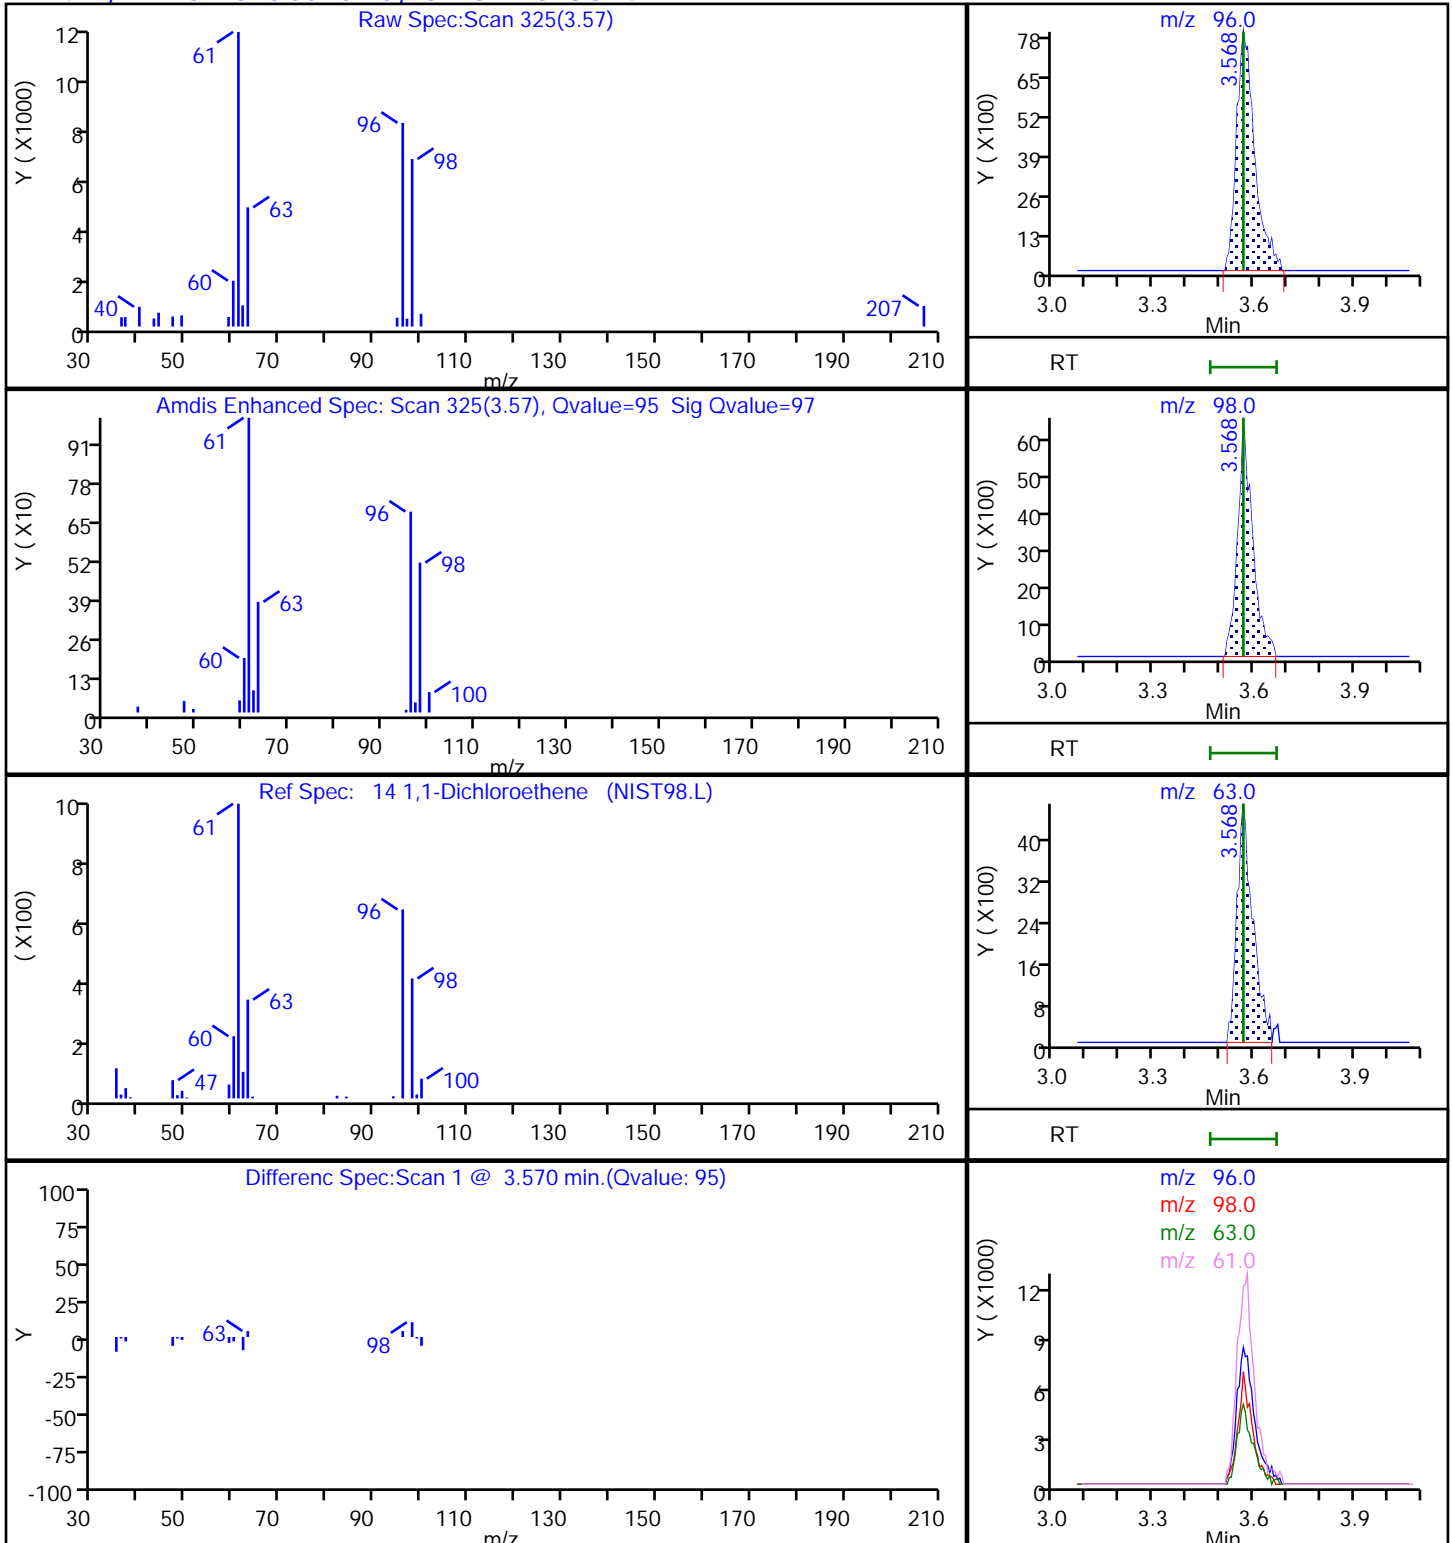 Raw Spec:Scan 325(3.57)
Y ( X1000)
12
10
8
6
4
2
0
61
96
98
63
60
40
207
30 50 70 90 110 130 150 170 190 210
m/z
m/z 96.0
Y ( X100)
78
65
52
39
26
13
0
3.568
3.0 3.3 3.6 3.9
Min
RT
Amdis Enhanced Spec: Scan 325(3.57), Qvalue=95 Sig Qvalue=97
Y ( X10)
91
78
65
52
39
26
13
0
61
96
98
63
60
100
30 50 70 90 110 130 150 170 190 210
m/z
m/z 98.0
Y ( X100)
60
50
40
30
20
10
0
3.568
3.0 3.3 3.6 3.9
Min
RT
Ref Spec: 14 1,1-Dichloroethene (NIST98.L)
( X100)
10
8
6
4
2
0
61
96
98
63
60
47
100
30 50 70 90 110 130 150 170 190 210
m/z 63.0
Y ( X100)
40
32
24
16
8
0
3.568
3.0 3.3 3.6 3.9
Min
RT
Differenc Spec:Scan 1 @ 3.570 min.(Qvalue: 95)
Y
100
75
50
25
0
-25
-50
-75
-100
63
98
30 50 70 90 110 130 150 170 190 210
m/z
m/z 96.0
m/z 98.0
m/z 63.0
m/z 61.0
Y ( X1000)
12
9
6
3
0
3.0 3.3 3.6 3.9
Min